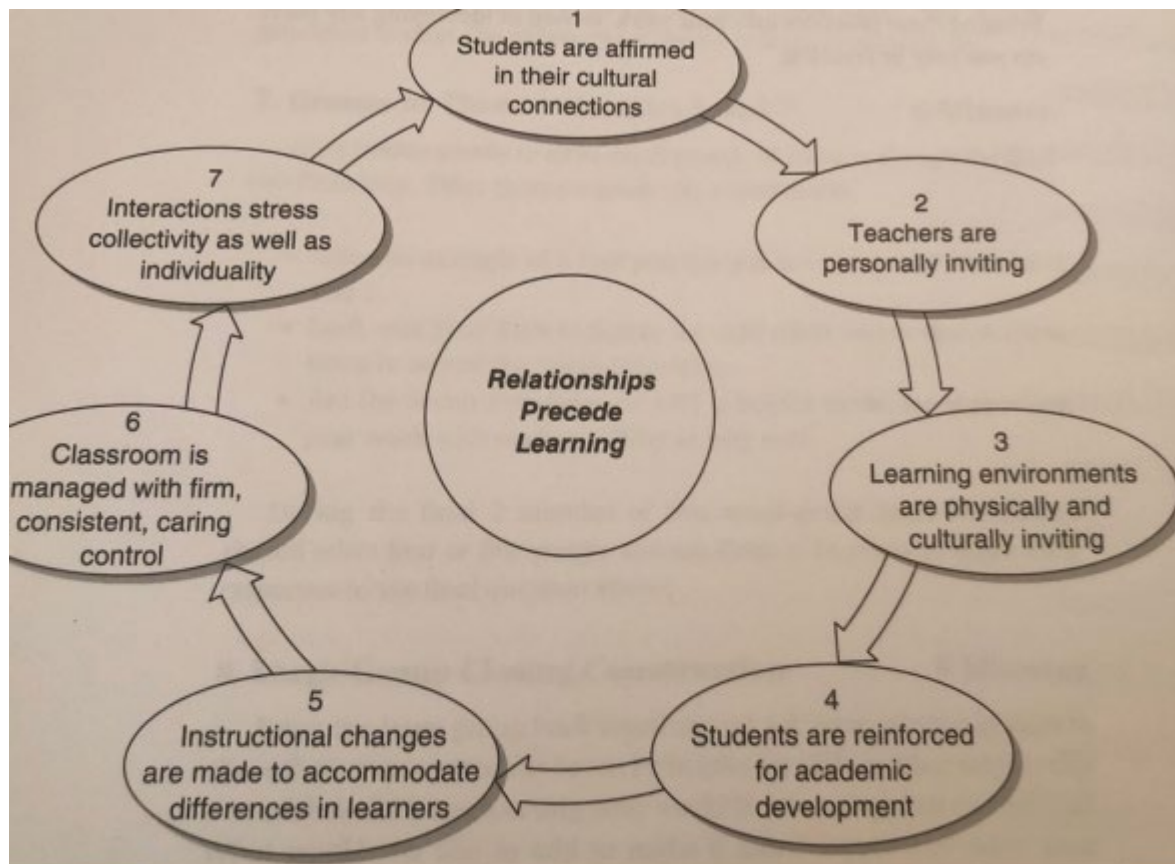 1
Students are affirmed
in their cultural
connections
2
Teachers are
personally inviting
3
Learning environments
are physically and
culturally inviting
4
Students are reinforced
for academic
development
5
Instructional changes
are made to accommodate
differences in learners
6
Classroom is
managed with firm,
consistent, caring
control
7
Interactions stress
collectivity as well as
individuality
Relationships
Precede
Learning